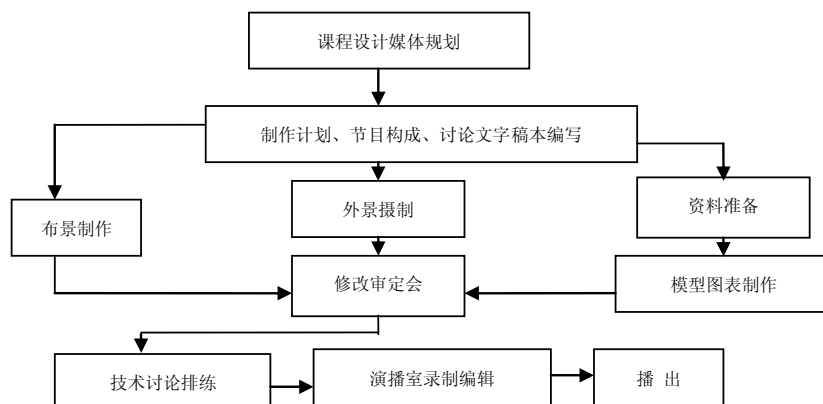 课程设计媒体规划
制作计划、节目构成、讨论文字稿本编写
布景制作
外景摄制
资料准备
修改审定会
模型图表制作
技术讨论排练
演播室录制编辑
播 出